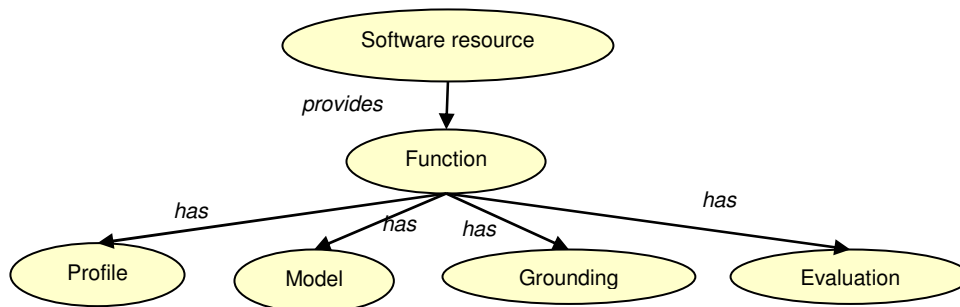 Software resource
provides
Function
has
has
has
has
Profile
Model
Grounding
Evaluation